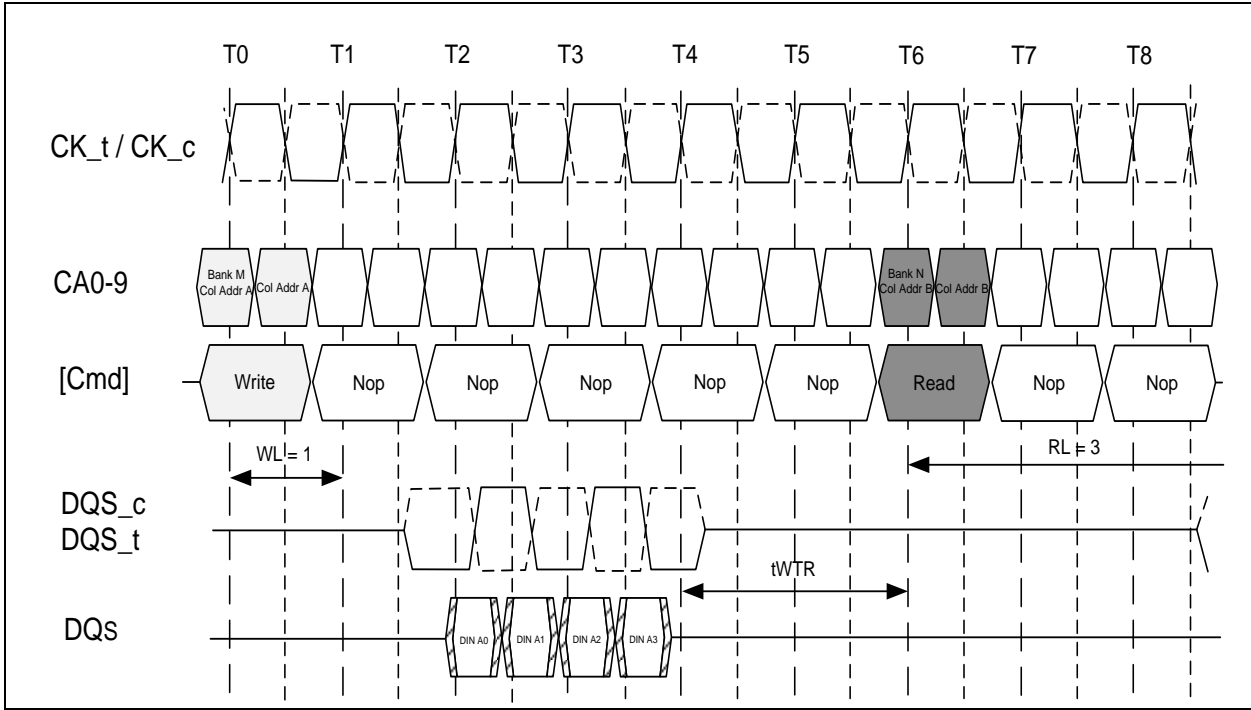 T0 T1 T2 T3 T4 T5 T6 T7 T8
CK_t / CK_c
CA0-9
Bank M
Col Addr A
Col Addr A
Bank N
Col Addr B
Col Addr B
[Cmd]
Write Nop Nop Nop Nop Nop Read Nop Nop
WL = 1
RL = 3
DQS_c
DQS_t
tWTR
DQs
DIN A0 DIN A1 DIN A2 DIN A3